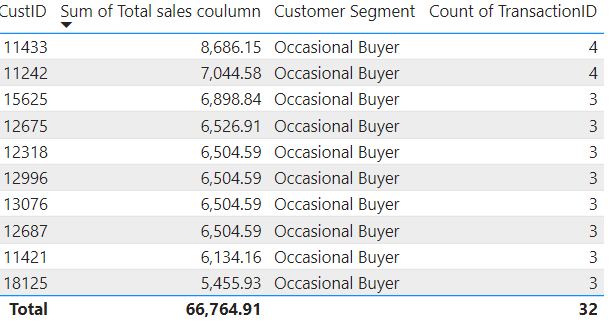 CustID Sum of Total sales coulumn Customer Segment Count of TransactionID
11433 8,686.15 Occasional Buyer 4
11242 7,044.58 Occasional Buyer 4
15625 6,898.84 Occasional Buyer 3
12675 6,526.91 Occasional Buyer 3
12318 6,504.59 Occasional Buyer 3
12996 6,504.59 Occasional Buyer 3
13076 6,504.59 Occasional Buyer 3
12687 6,504.59 Occasional Buyer 3
11421 6,134.16 Occasional Buyer 3
18125 5,455.93 Occasional Buyer 3
Total 66,764.91 32